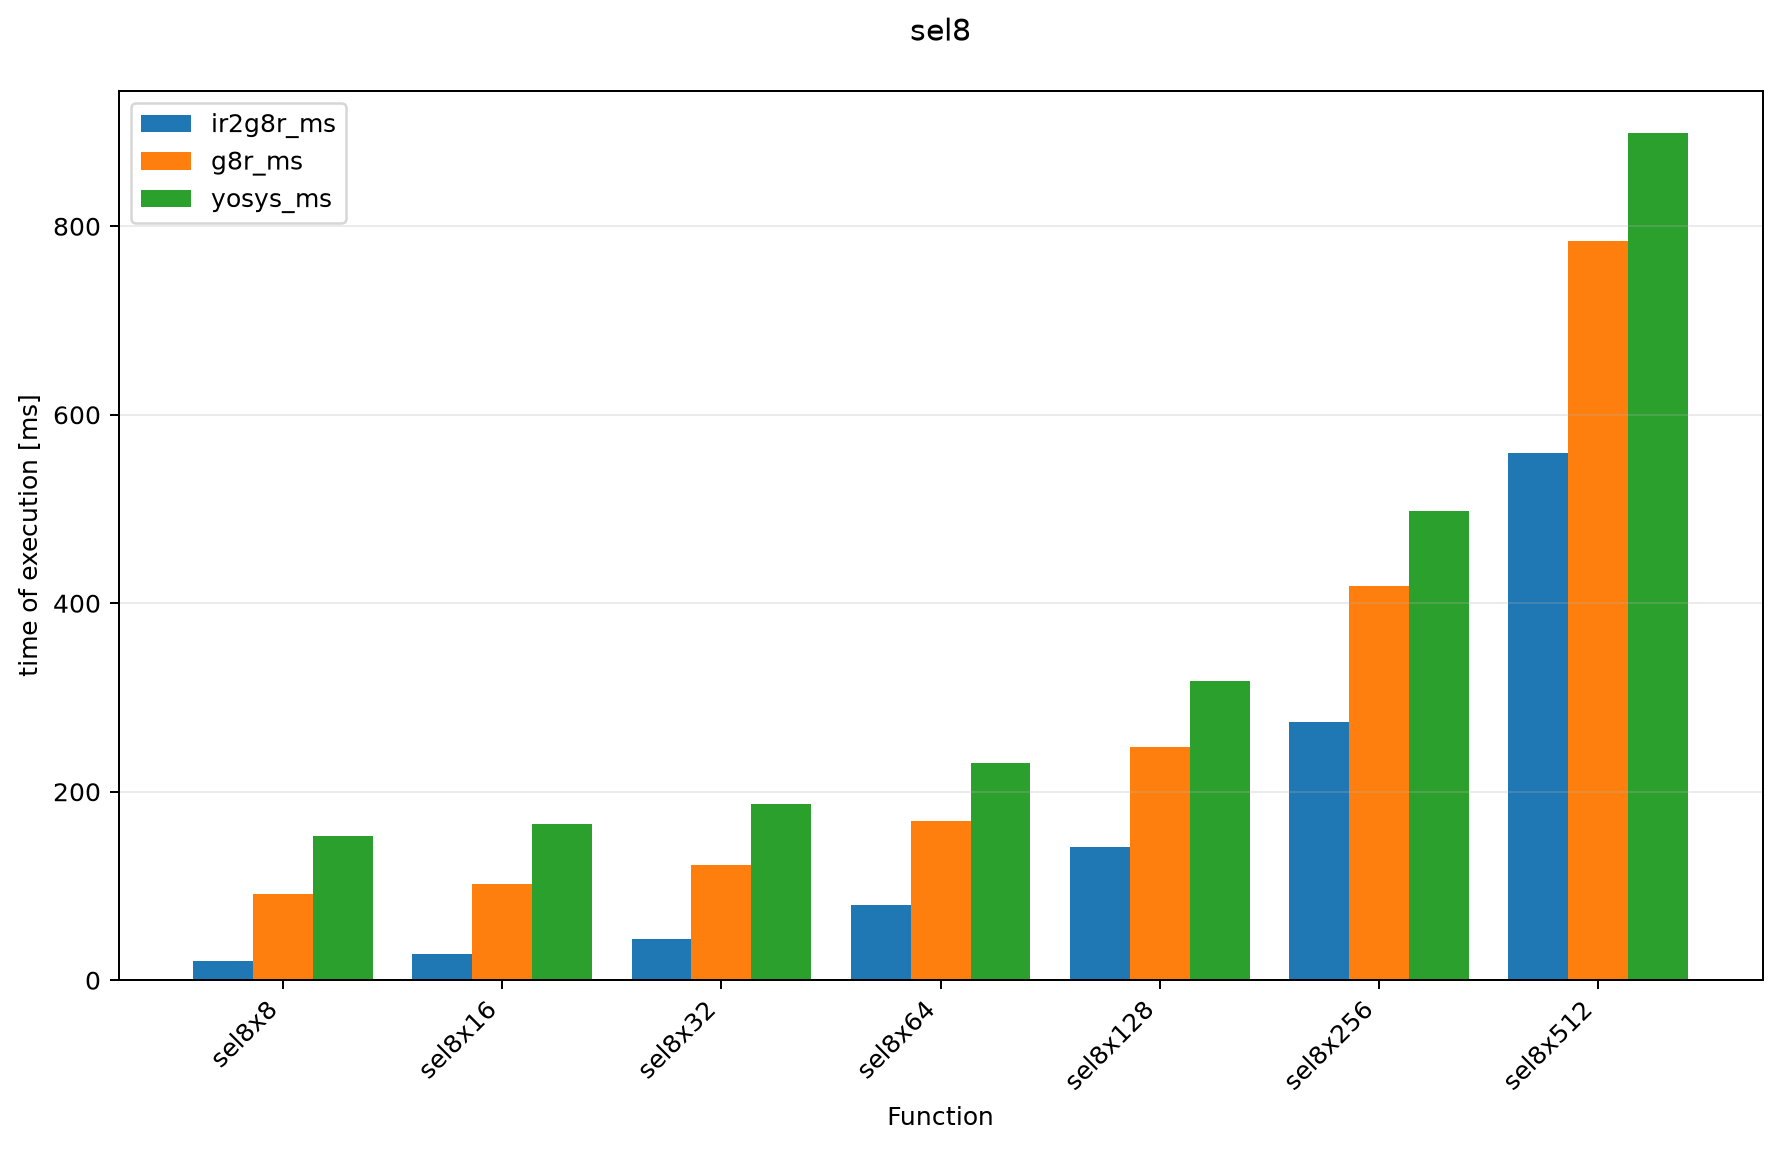 sel8
ir2g8r_ms
g8r_ms
yosys_ms
time of execution [ms]
800
600
400
200
0
sel8x8
sel8x16
sel8x32
sel8x64
sel8x128
sel8x256
sel8x512
Function